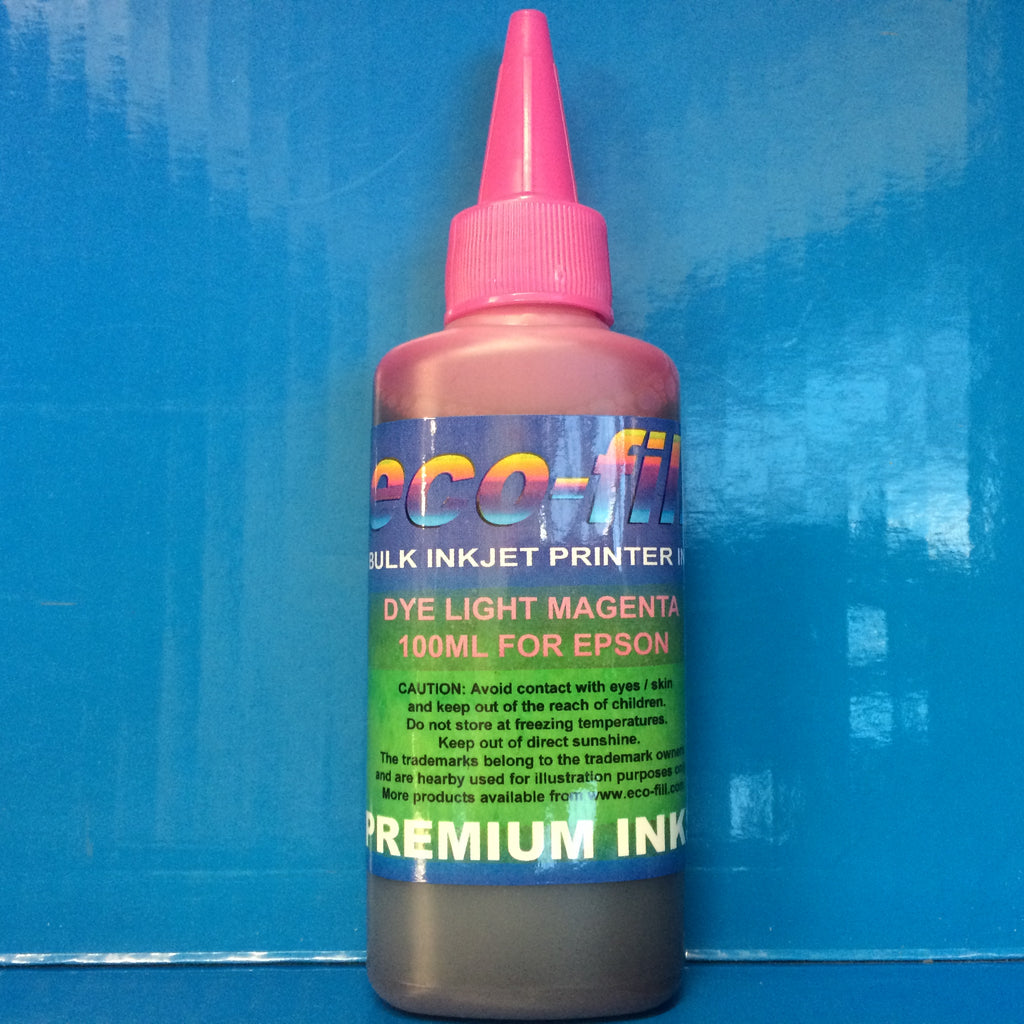 eco-fill
BULK INKJET PRINTER IN
DYE LIGHT MAGENTA
100ML FOR EPSON
CAUTION: Avoid contact with eyes / skin
and keep out of the reach of children.
Do not store at freezing temperatures.
Keep out of direct sunshine.
The trademarks belong to the trademark owners
and are hearby used for illustration purposes only
More products available from www.eco-fill.com
PREMIUM INKS